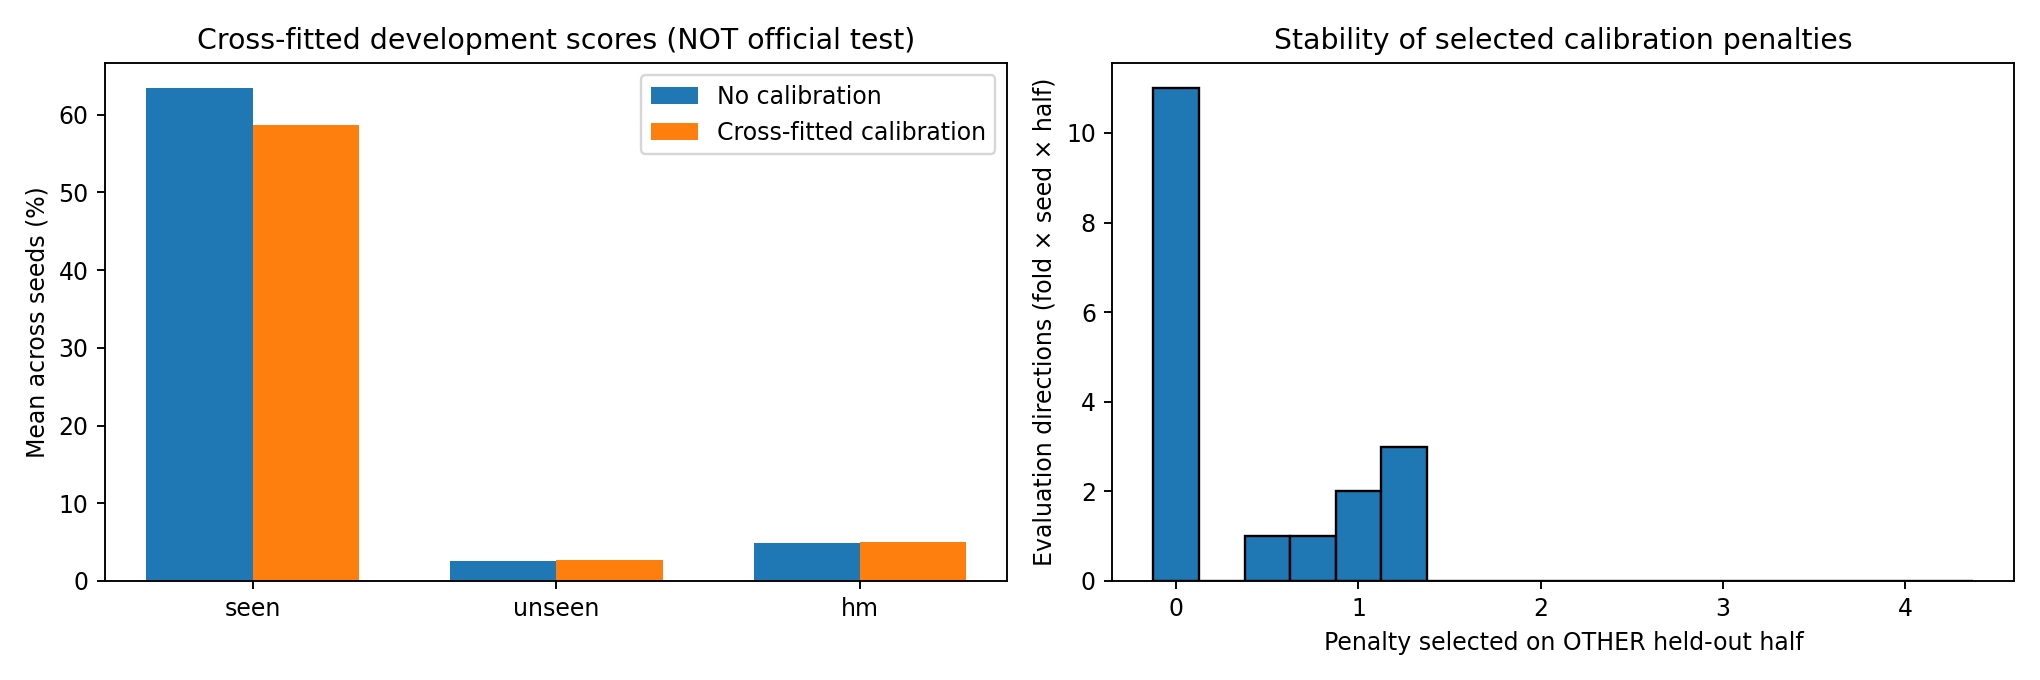 Cross-fitted development scores (NOT official test)
Mean across seeds (%)
60
50
40
30
20
10
0
No calibration
Cross-fitted calibration
seen
unseen
hm
Stability of selected calibration penalties
Evaluation directions (fold × seed × half)
10
8
6
4
2
0
0
1
2
3
4
Penalty selected on OTHER held-out half